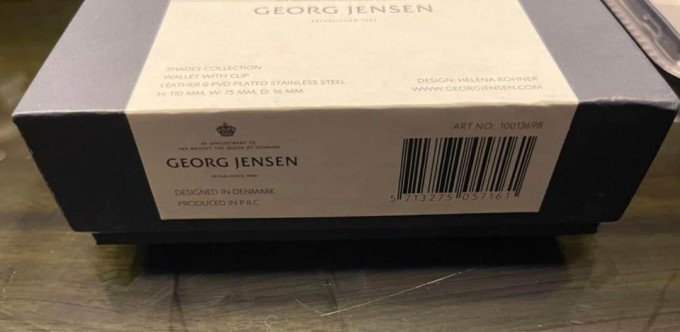 GEORG JENSEN
ESTABLISHED 1904
SHADES COLLECTION
WALLET WITH CLIP
LEATHER & PVD PLATED STAINLESS STEEL
H: 110 MM, W: 75 MM, D: 16 MM
DESIGN: HELENA ROHNER
WWW.GEORGJENSEN.COM
BY APPOINTMENT TO
HER MAJESTY THE QUEEN OF DENMARK
GEORG JENSEN
ESTABLISHED 1904
DESIGNED IN DENMARK
PRODUCED IN P.R.C
ART NO: 10013698
5 713275 057161